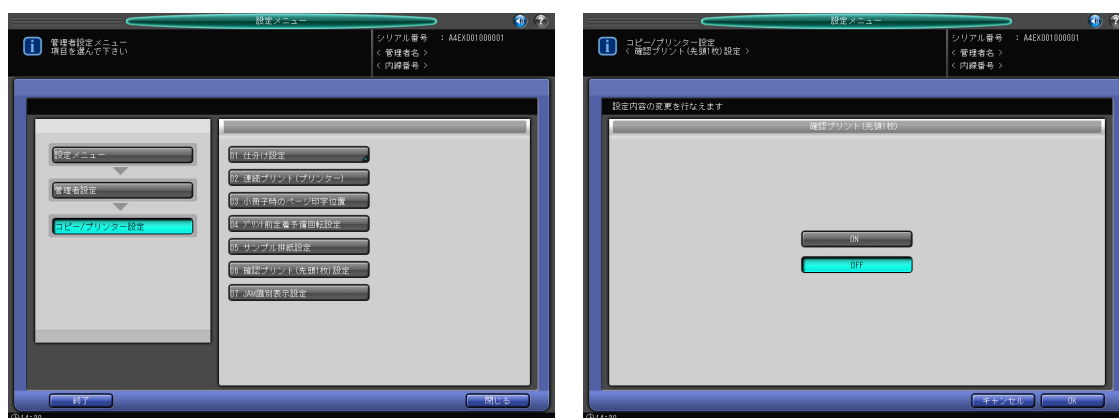 設定メニュー
管理者設定メニュー
項目を選んで下さい
シリアル番号 : A4EX001000001
< 管理者名 >
< 内線番号 >
設定メニュー
管理者設定
コピー/プリンター設定
01 仕分け設定
02 連続プリント(プリンター)
03 小冊子時のページ印字位置
04 プリント前定着予備回転設定
05 サンプル排紙設定
06 確認プリント(先頭1枚)設定
07 JAM識別表示設定
終了
閉じる
14:39
設定メニュー
コピー/プリンター設定
< 確認プリント(先頭1枚)設定 >
シリアル番号 : A4EX001000001
< 管理者名 >
< 内線番号 >
設定内容の変更を行なえます
確認プリント(先頭1枚)
ON
OFF
キャンセル
OK